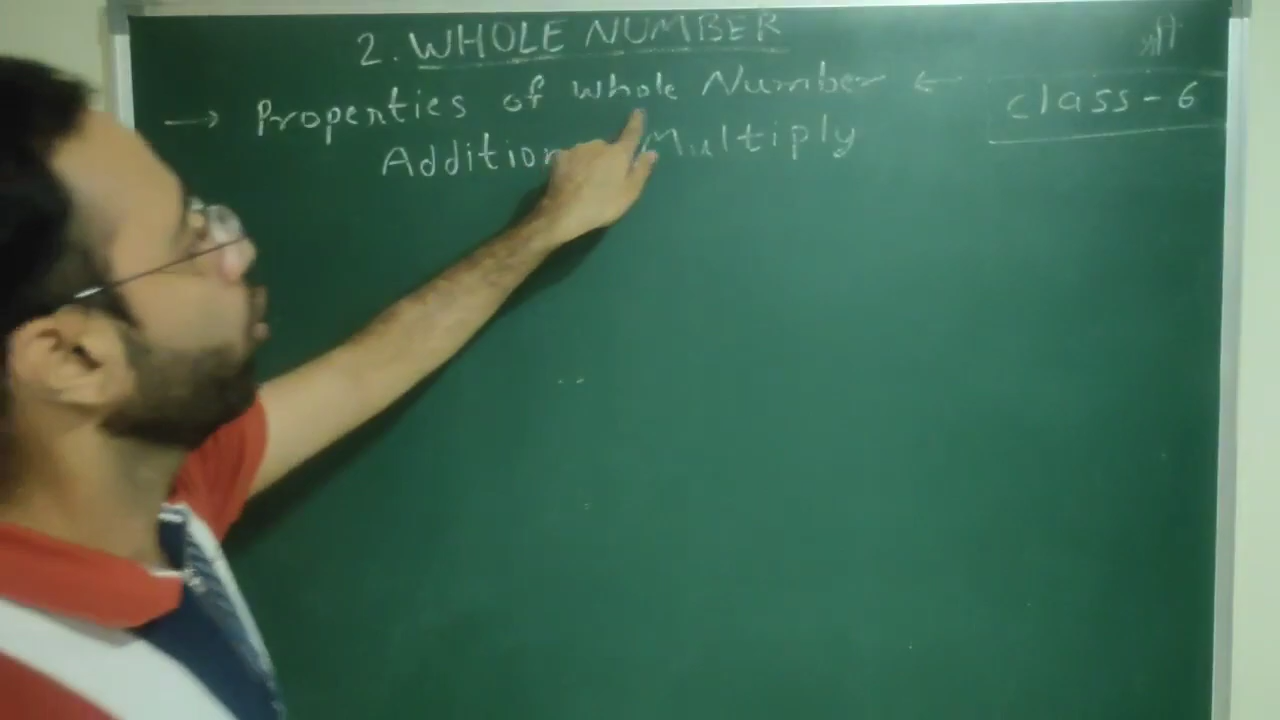 2. WHOLE NUMBER
→ Properties of Whole Number ←
Class - 6
Addition Multiply